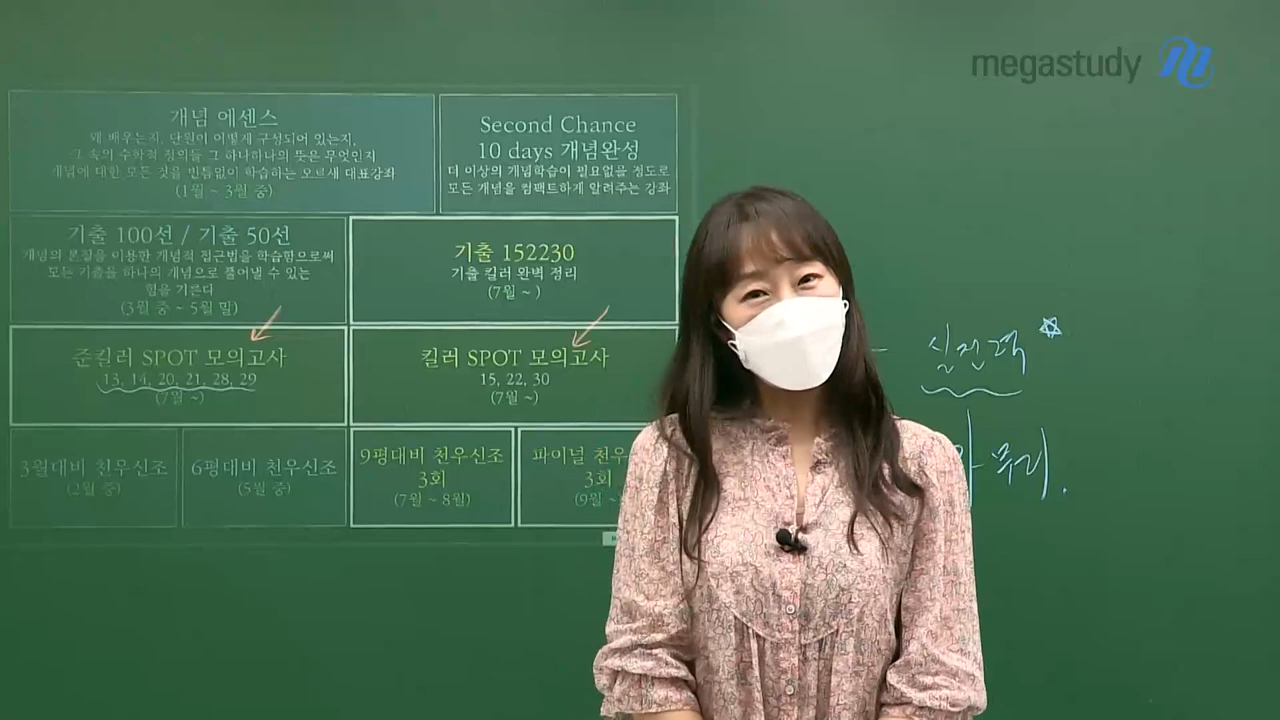 megastudy
개념 에센스
왜 배우는지, 단원이 어떻게 구성되어 있는지,
그 속의 수학적 정의들 그 하나하나의 뜻은 무엇인지
개념에 대한 모든 것을 빈틈없이 학습하는 오르새 대표강좌
(1월 ~ 3월 중)
Second Chance
10 days 개념완성
더 이상의 개념학습이 필요없을 정도로
모든 개념을 컴팩트하게 알려주는 강좌
기출 100선 / 기출 50선
개념의 본질을 이용한 개념적 접근법을 학습함으로써
모든 기출을 하나의 개념으로 풀어낼 수 있는
힘을 기른다
(3월 중 ~ 5월 말)
기출 152230
기출 킬러 완벽 정리
(7월 ~ )
준킬러 SPOT 모의고사
13, 14, 20, 21, 28, 29
(7월 ~)
킬러 SPOT 모의고사
15, 22, 30
(7월 ~)
3월대비 천우신조
(2월 중)
6평대비 천우신조
(5월 중)
9평대비 천우신조
3회
(7월 ~ 8월)
파이널 천우
3회
(9월 ~
실전력
무리.